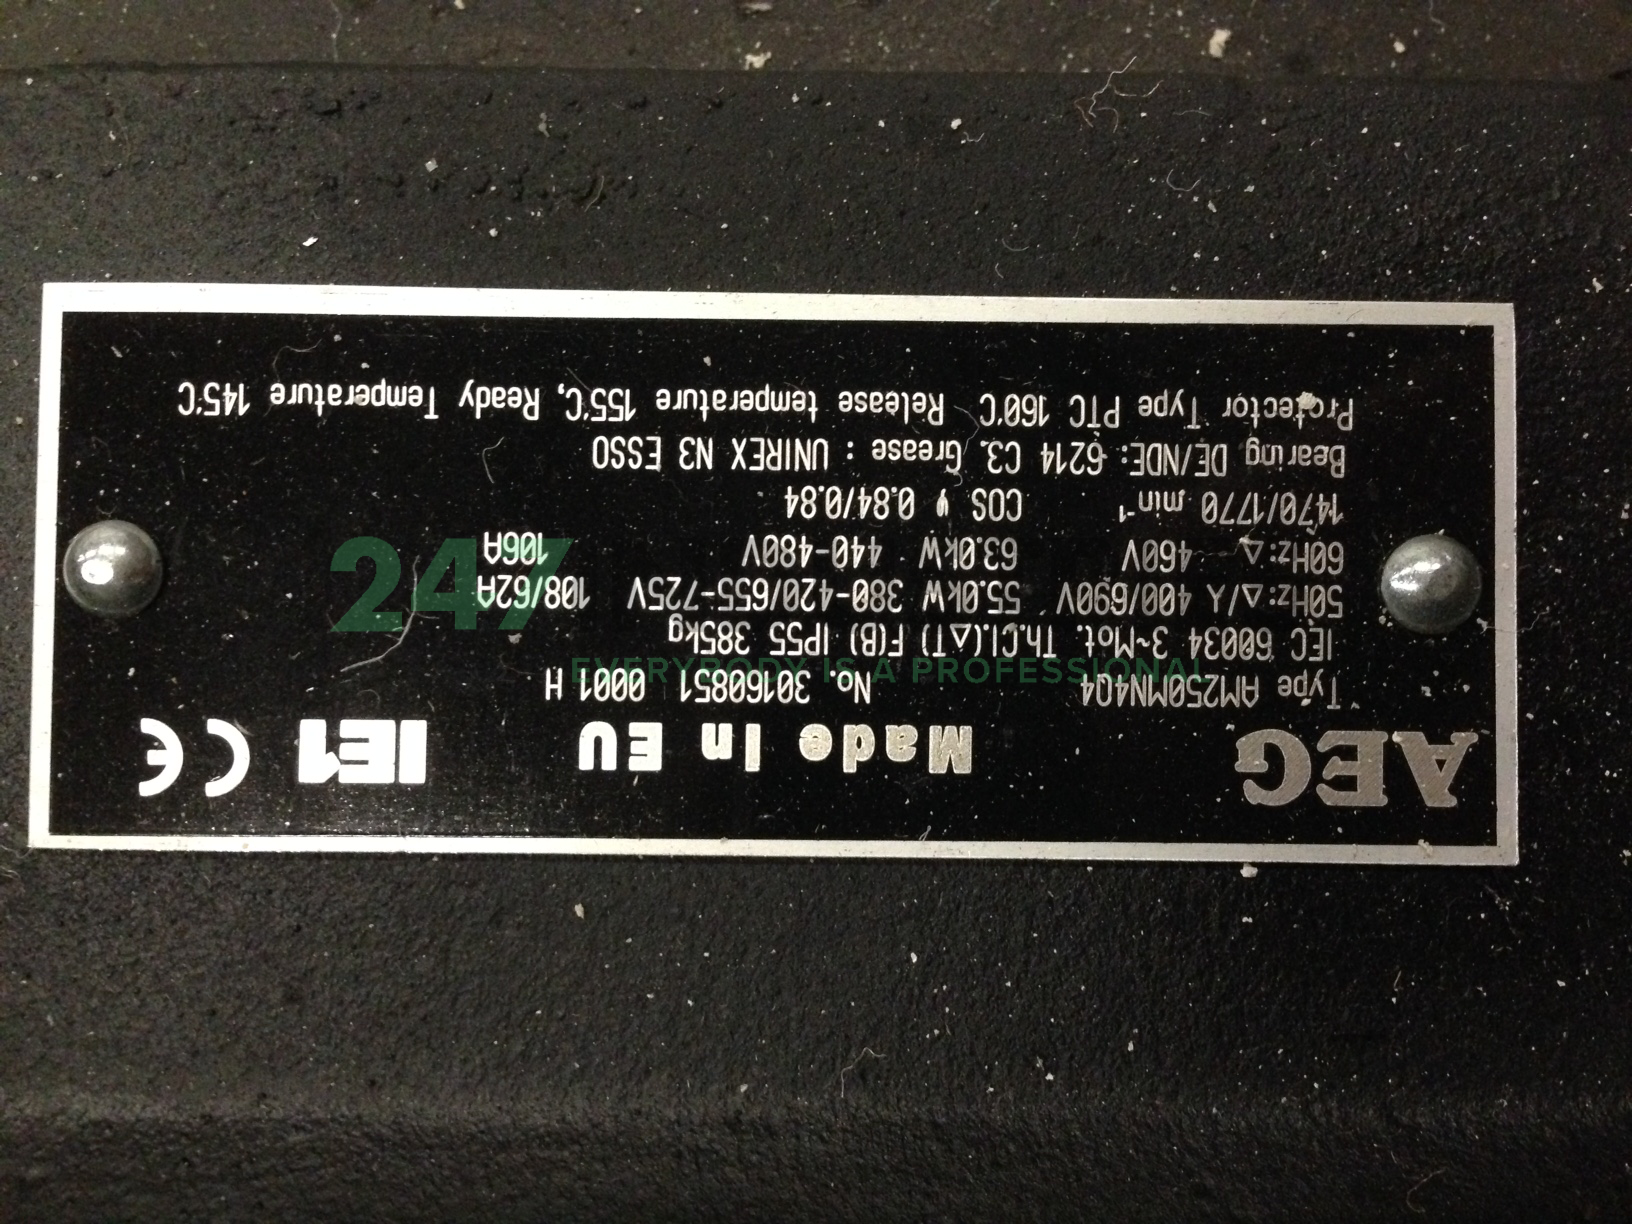 AEG Made In EU IE1 CE
Type AM250MN4Q4 No. 30160851 0001 H
IEC 60034 3~Mot. Th.Cl.(△T) F(B) IP55 385kg
50Hz:△/Y 400/690V 55.0kW 380-420/655-725V 108/62A
60Hz:△ 460V 63.0kW 440-480V 106A
1470/1770 min⁻¹ COS φ 0.84/0.84
Bearing DE/NDE: 6214 C3. Grease : UNIREX N3 ESSO
Protector Type PTC 160°C Release temperature 155°C, Ready Temperature 145°C
247
EVERYBODY IS A PROFESSIONAL